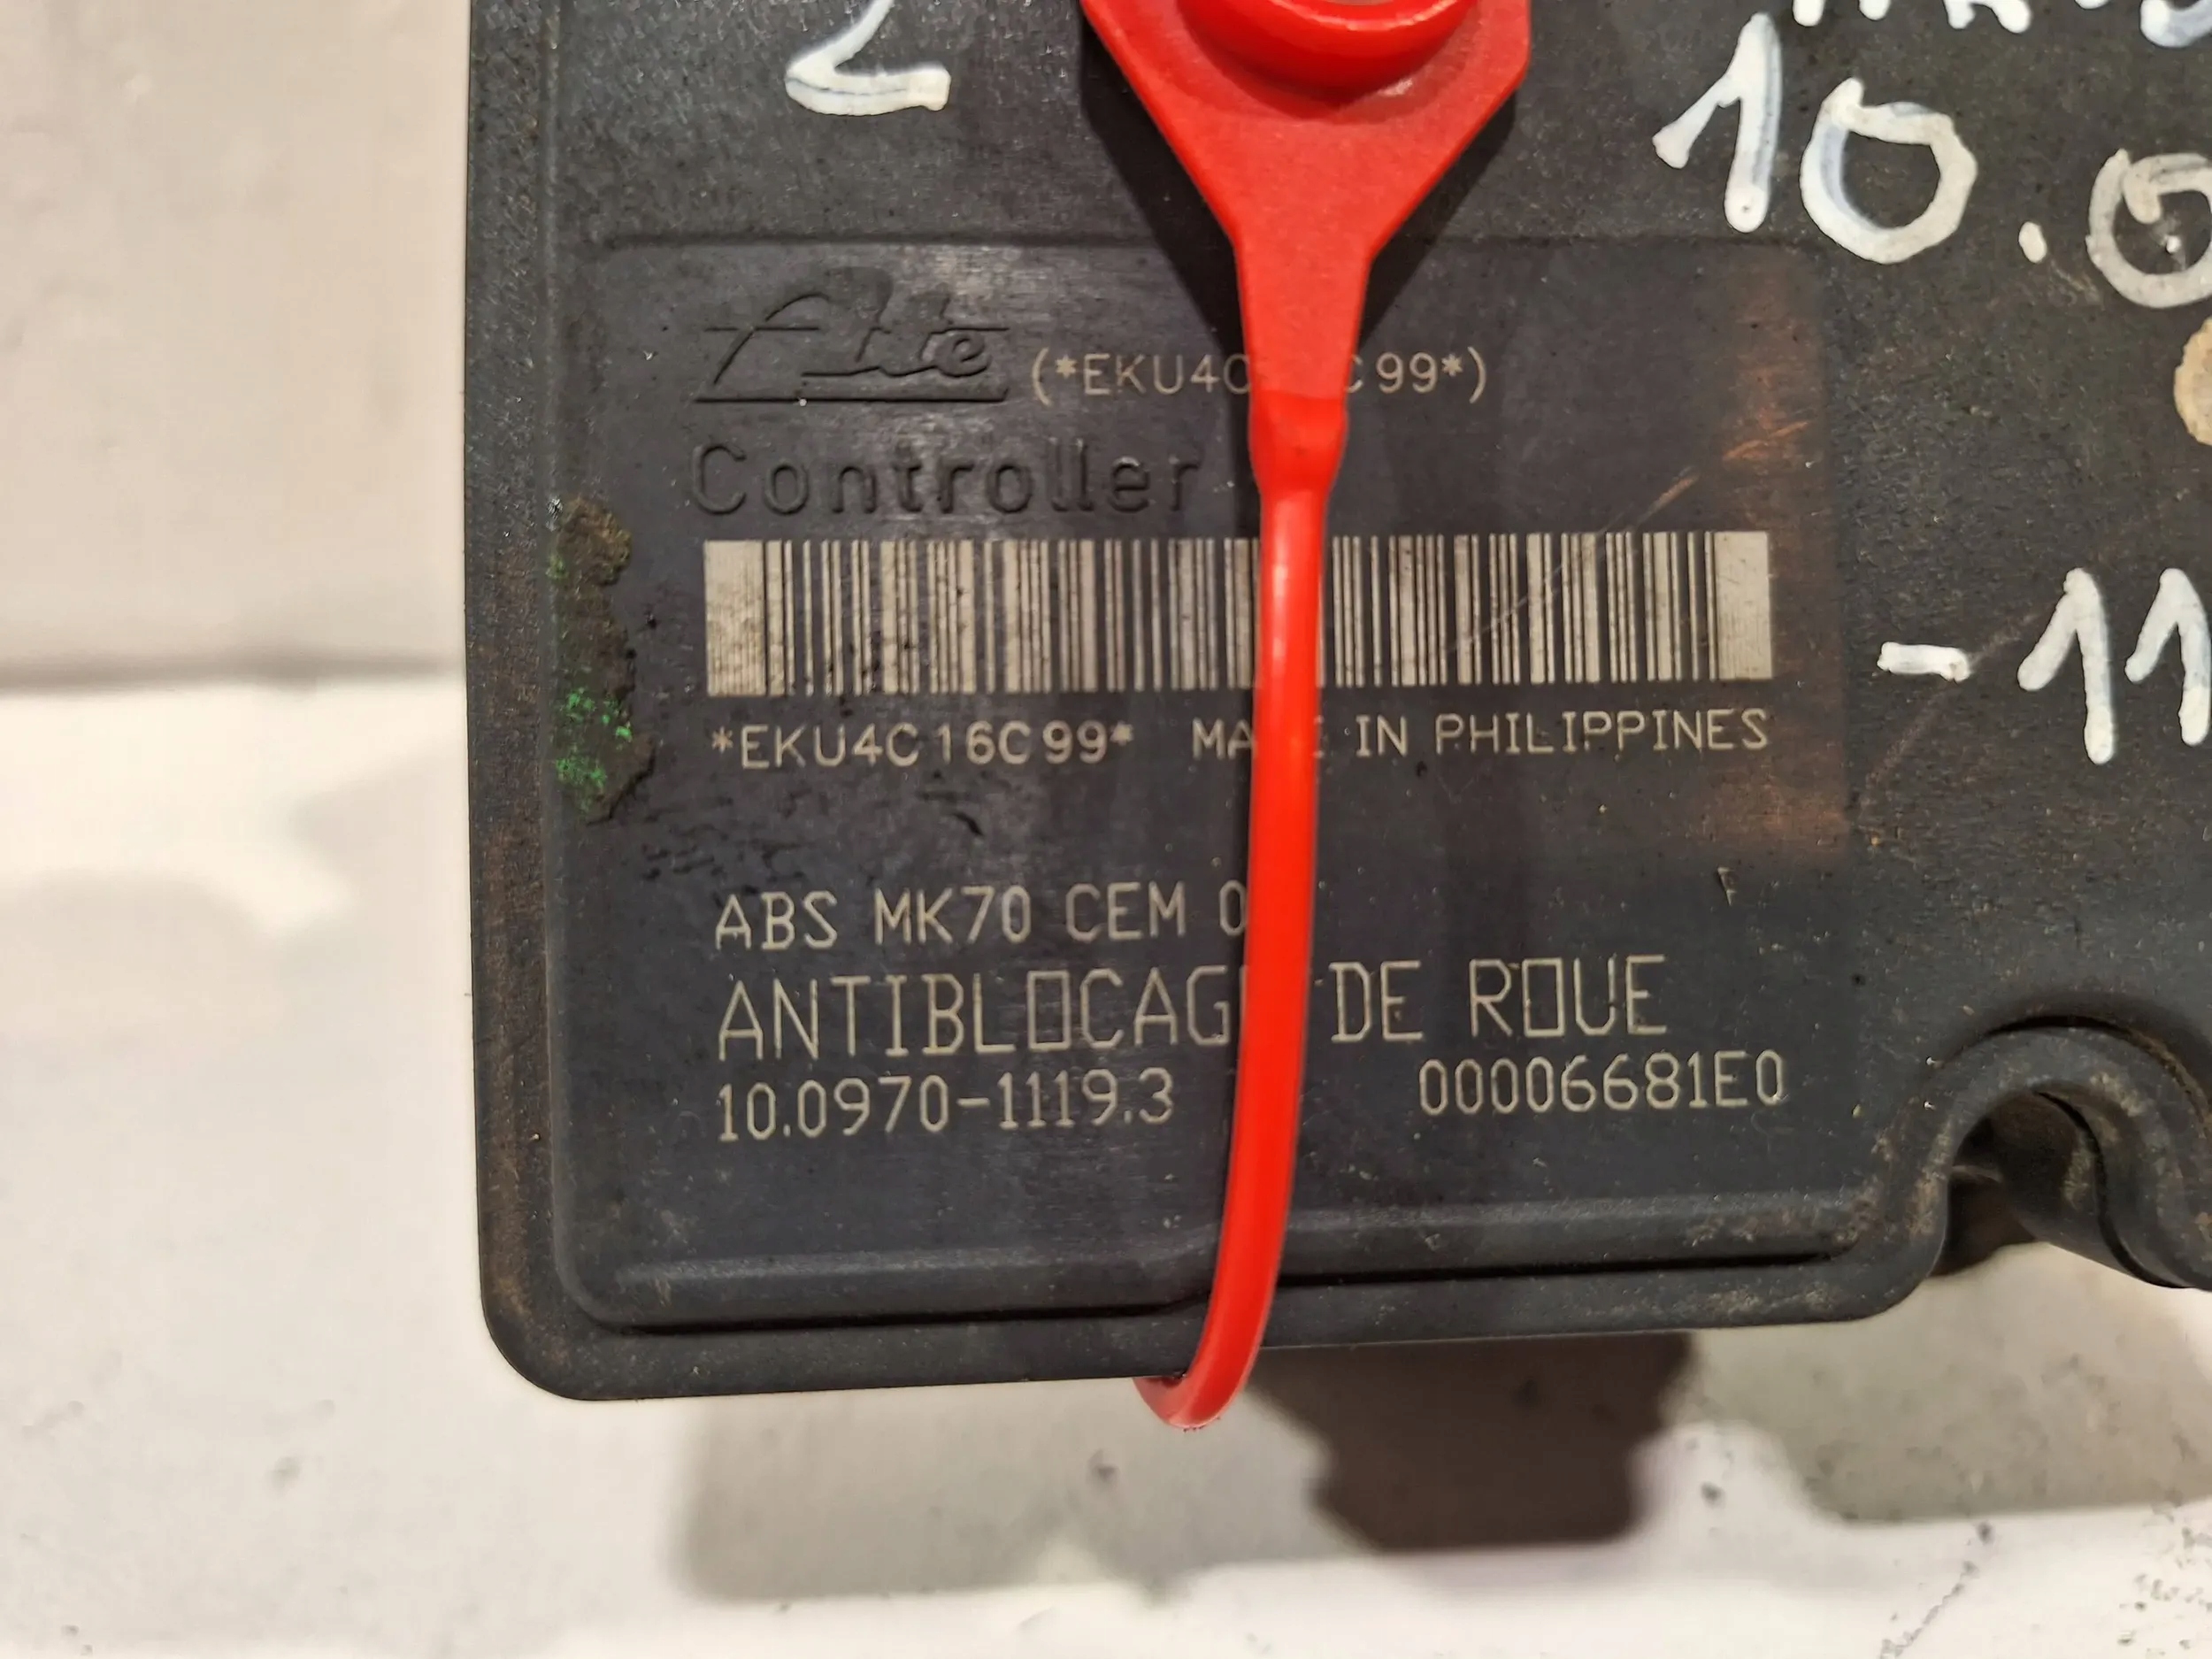 2
10.0
Ate (*EKU4C C99*)
Controller
*EKU4C16C99* MA IN PHILIPPINES
-11
ABS MK70 CEM 0
ANTIBLOCAG DE ROUE
10.0970-1119.3 00006681E0